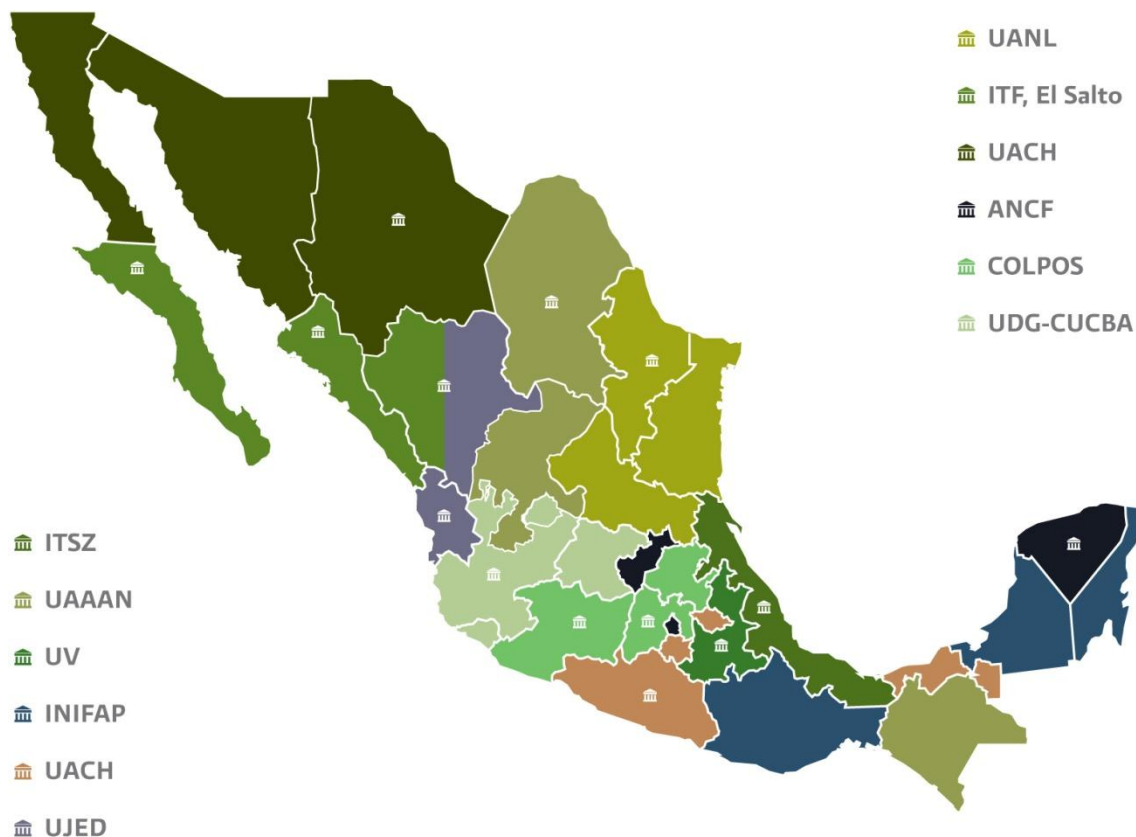 UANL
ITF, El Salto
UACH
ANCF
COLPOS
UDG-CUCBA
ITSZ
UAAAN
UV
INIFAP
UACH
UJED